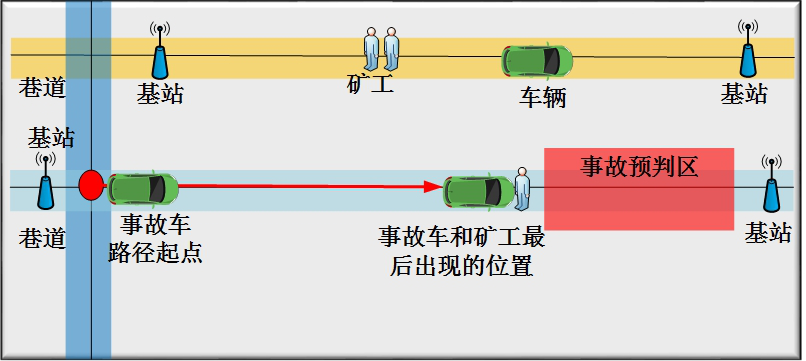 矿工
巷道
基站
车辆
基站
基站
事故预判区
巷道
事故车
路径起点
事故车和矿工最
后出现的位置
基站